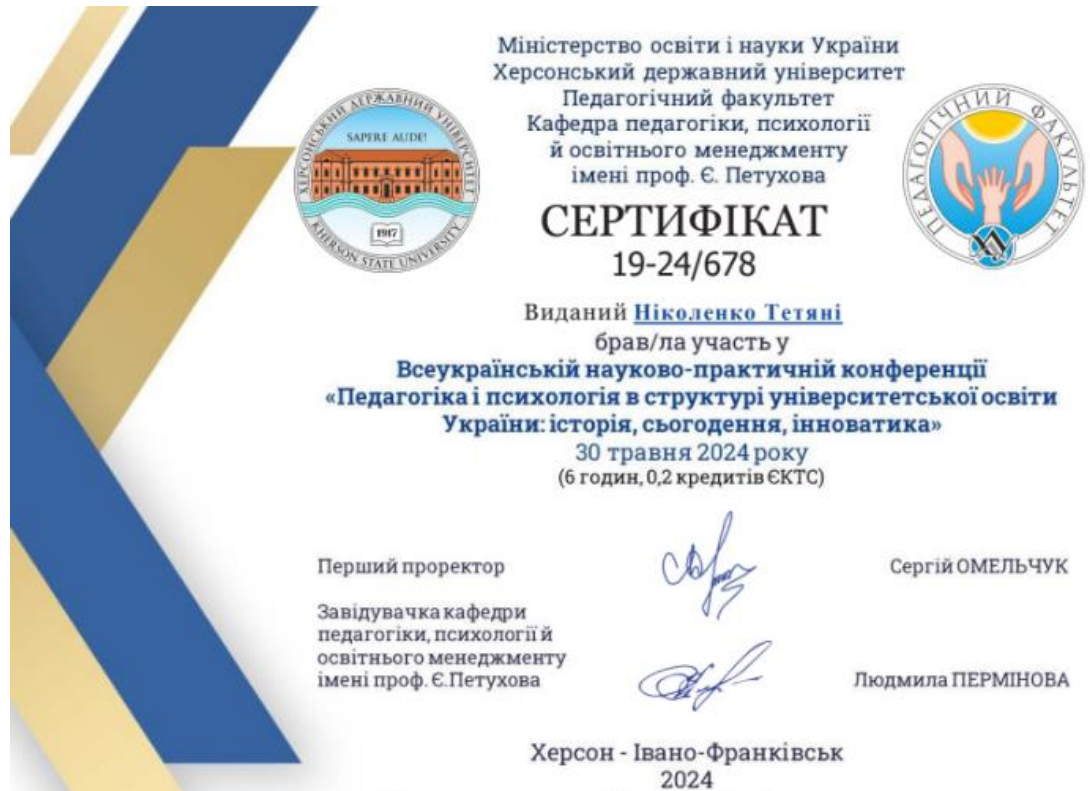 Міністерство освіти і науки України
Херсонський державний університет
Педагогічний факультет
Кафедра педагогіки, психології
й освітнього менеджменту
імені проф. Є. Петухова
ХЕРСОНСЬКИЙ ДЕРЖАВНИЙ УНІВЕРСИТЕТ
SAPERE AUDE!
1917
KHERSON STATE UNIVERSITY
ПЕДАГОГІЧНИЙ ФАКУЛЬТЕТ
СЕРТИФІКАТ
19-24/678
Виданий Ніколенко Тетяні
брав/ла участь у
Всеукраїнській науково-практичній конференції
«Педагогіка і психологія в структурі університетської освіти
України: історія, сьогодення, інноватика»
30 травня 2024 року
(6 годин, 0,2 кредитів ЄКТС)
Перший проректор
Сергій ОМЕЛЬЧУК
Завідувачка кафедри
педагогіки, психології й
освітнього менеджменту
імені проф. Є.Петухова
Людмила ПЕРМІНОВА
Херсон - Івано-Франківськ
2024